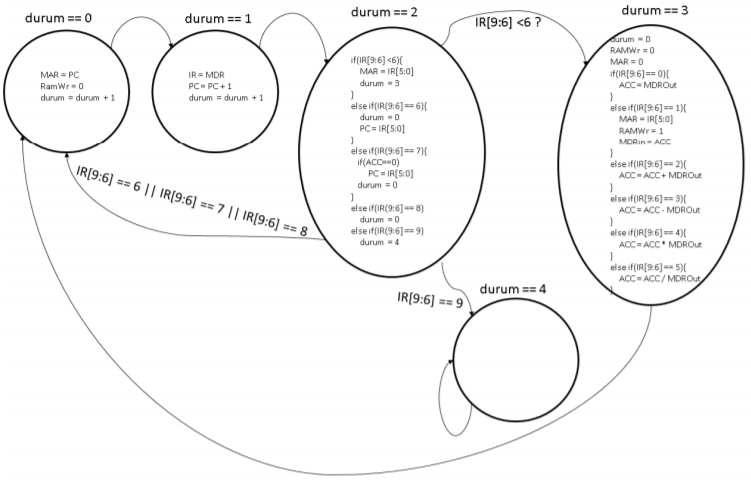 durum == 0
MAR = PC
RamWr = 0
durum = durum + 1
durum == 1
IR = MDR
PC = PC + 1
durum = durum + 1
durum == 2
if(IR[9:6] <6){
MAR = IR[5:0]
durum = 3
}
else if(IR[9:6] == 6){
durum = 0
PC = IR[5:0]
}
else if(IR(9:6] == 7){
if(ACC==0)
PC = IR[5:0]
durum = 0
}
else if(IR[9:6] == 8)
durum = 0
else if(IR[9:6] == 9)
durum = 4
IR[9:6] <6 ?
durum == 3
durum = 0
RAMWr = 0
MAR = 0
if(IR[9:6] == 0){
ACC = MDROut
}
else if(IR[9:6] == 1){
MAR = IR[5:0]
RAMWr = 1
MDRin = ACC
}
else if(IR[9:6] == 2){
ACC = ACC + MDROut
}
else if(IR[9:6] == 3){
ACC = ACC - MDROut
}
else if(IR[9:6] == 4){
ACC = ACC * MDROut
}
else if(IR[9:6] == 5){
ACC = ACC / MDROut
}
IR[9:6] == 6 || IR[9:6] == 7 || IR[9:6] == 8
IR[9:6] == 9
durum == 4